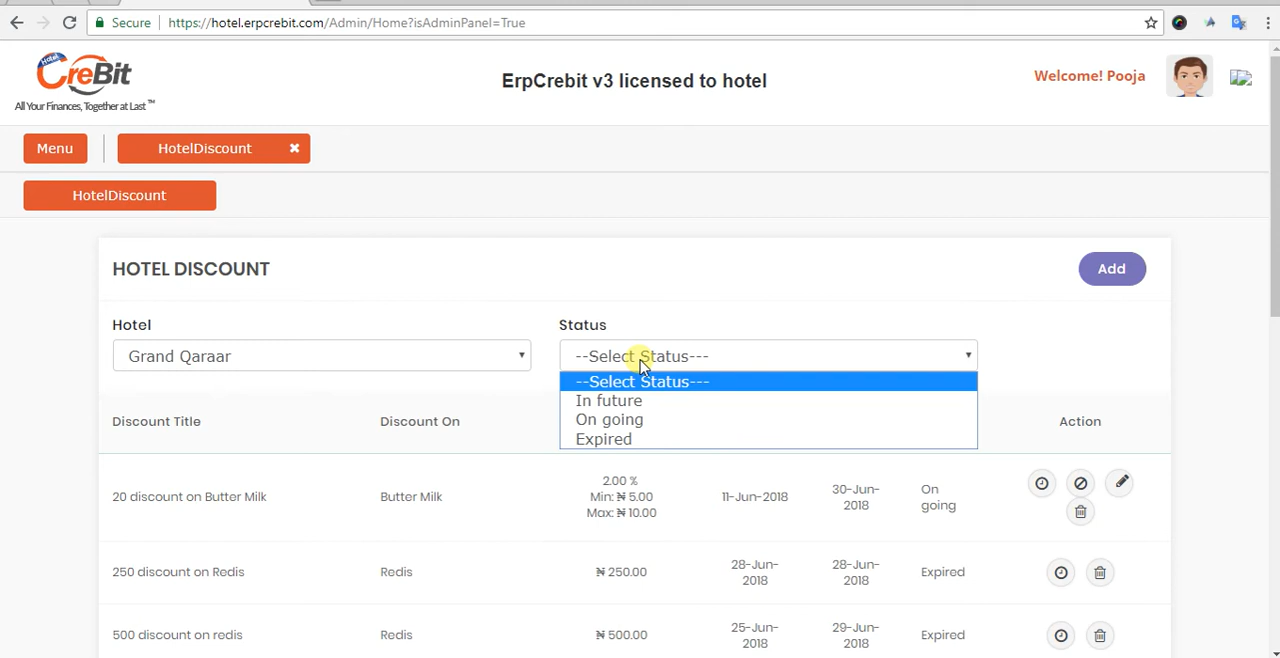 Secure https://hotel.erpcrebit.com/Admin/Home?isAdminPanel=True
Hotel
CreBit
All Your Finances, Together at Last ™
ErpCrebit v3 licensed to hotel
Welcome! Pooja
Menu
HotelDiscount ✖
HotelDiscount
HOTEL DISCOUNT
Add
Hotel
Status
Grand Qaraar
--Select Status---
--Select Status---
In future
On going
Expired
Discount Title
Discount On
Action
20 discount on Butter Milk
Butter Milk
2.00 %
Min: ₦ 5.00
Max: ₦ 10.00
11-Jun-2018
30-Jun-
2018
On
going
250 discount on Redis
Redis
₦ 250.00
28-Jun-
2018
28-Jun-
2018
Expired
500 discount on redis
Redis
₦ 500.00
25-Jun-
2018
29-Jun-
2018
Expired